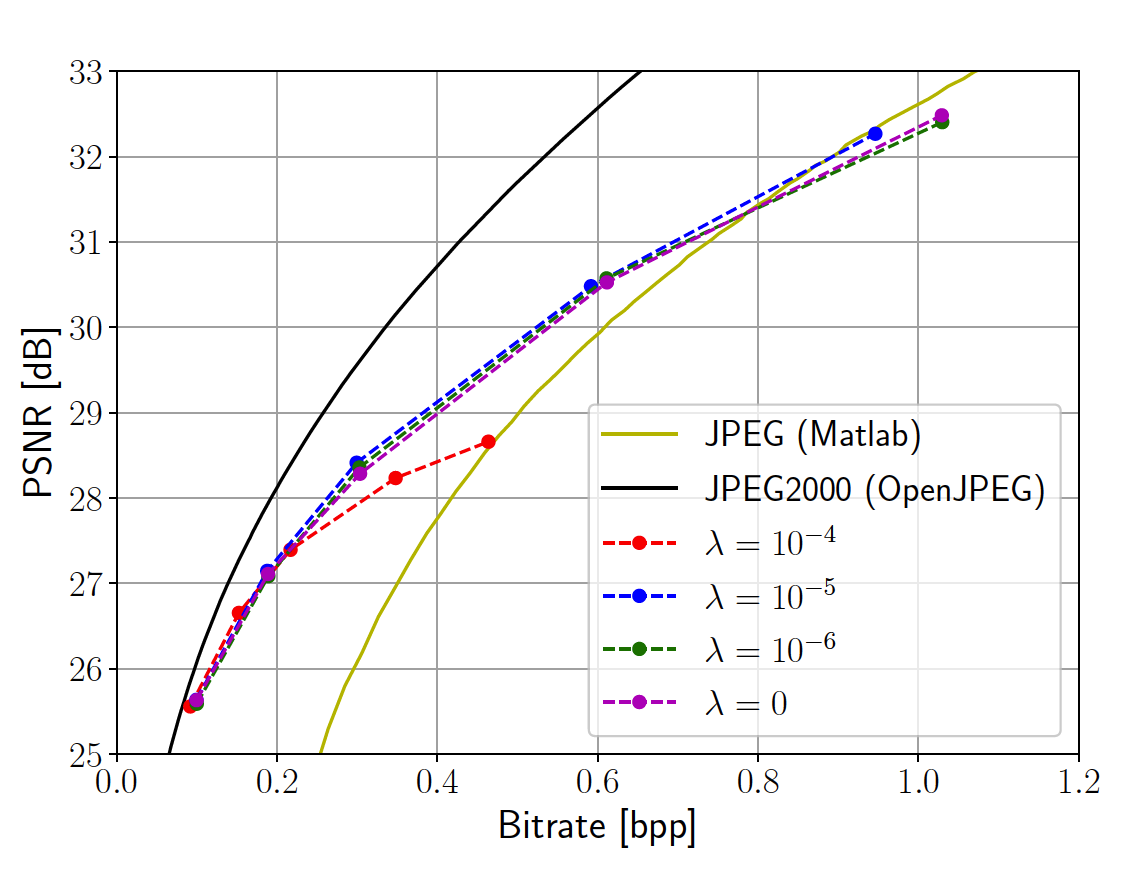 33
32
31
30
29
28
27
26
25
PSNR [dB]
JPEG (Matlab)
JPEG2000 (OpenJPEG)
λ = 10⁻⁴
λ = 10⁻⁵
λ = 10⁻⁶
λ = 0
0.0 0.2 0.4 0.6 0.8 1.0 1.2
Bitrate [bpp]